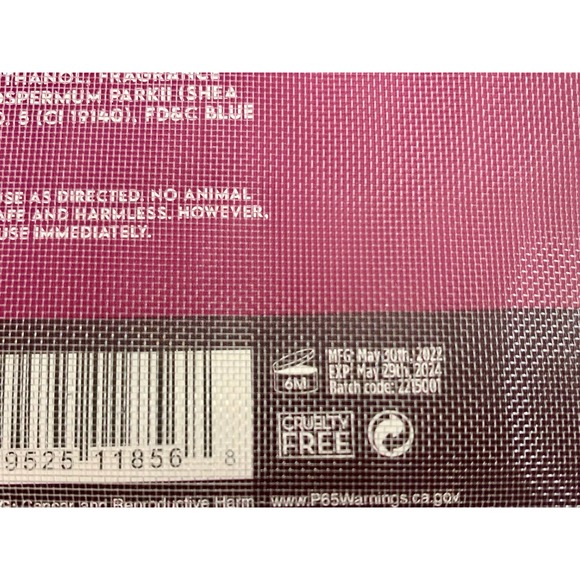 THANOL, FRAGRANCE
OSPERMUM PARKII (SHEA
O. 5 (CI 19140), FD&C BLUE
USE AS DIRECTED. NO ANIMAL
AFE AND HARMLESS. HOWEVER,
USE IMMEDIATELY.
6M
MFG: May 30th, 2022
EXP: May 29th, 2024
Batch code: 2215001
CRUELTY
FREE
9525 11856 8
Cancer and Reproductive Harm - www.P65Warnings.ca.gov